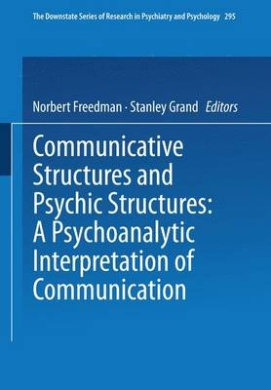 The Downstate Series of Research in Psychiatry and Psychology 295
Norbert Freedman · Stanley Grand Editors
Communicative
Structures and
Psychic Structures:
A Psychoanalytic
Interpretation of
Communication